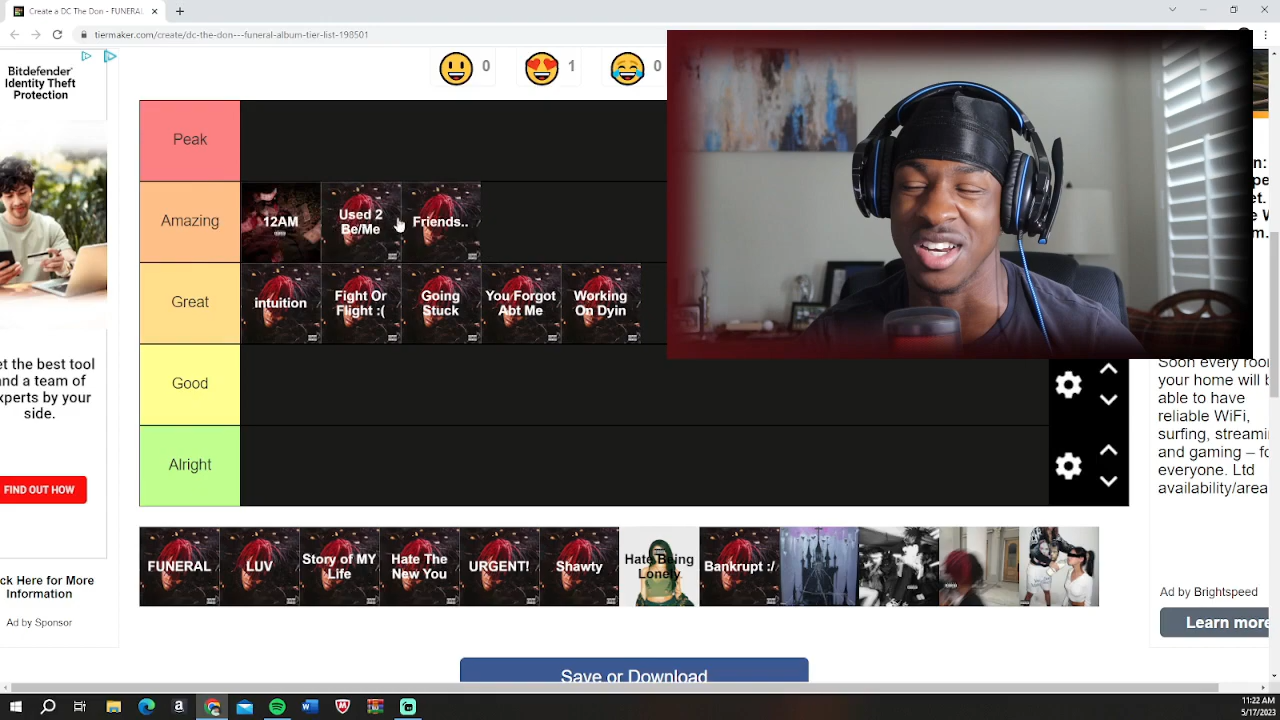 Create a DC The Don - FUNERAL
tiermaker.com/create/dc-the-don---funeral-album-tier-list-198501
Bitdefender
Identity Theft
Protection
0
1
0
Peak
Amazing
12AM
Used 2
Be/Me
Friends..
Great
intuition
Fight Or
Flight :(
Going
Stuck
You Forgot
Abt Me
Working
On Dyin
Good
Alright
et the best tool
nd a team of
xperts by your
side.
FIND OUT HOW
ck Here for More
Information
Ad by Sponsor
FUNERAL
LUV
Story of MY
Life
Hate The
New You
URGENT!
Shawty
Hate Being
Lonely
Bankrupt :/
Soon every roo
your home will b
able to have
reliable WiFi,
surfing, streami
and gaming – fo
everyone. Ltd
availability/area
Ad by Brightspeed
Learn more
Save or Download
11:22 AM
5/17/2023